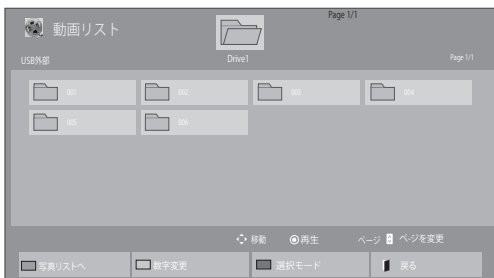 Page 1/1
動画リスト
USB外部
Drive1
Page 1/1
001
002
003
004
005
006
移動
再生
ページ
ページを変更
写真リストへ
数字変更
選択モード
戻る